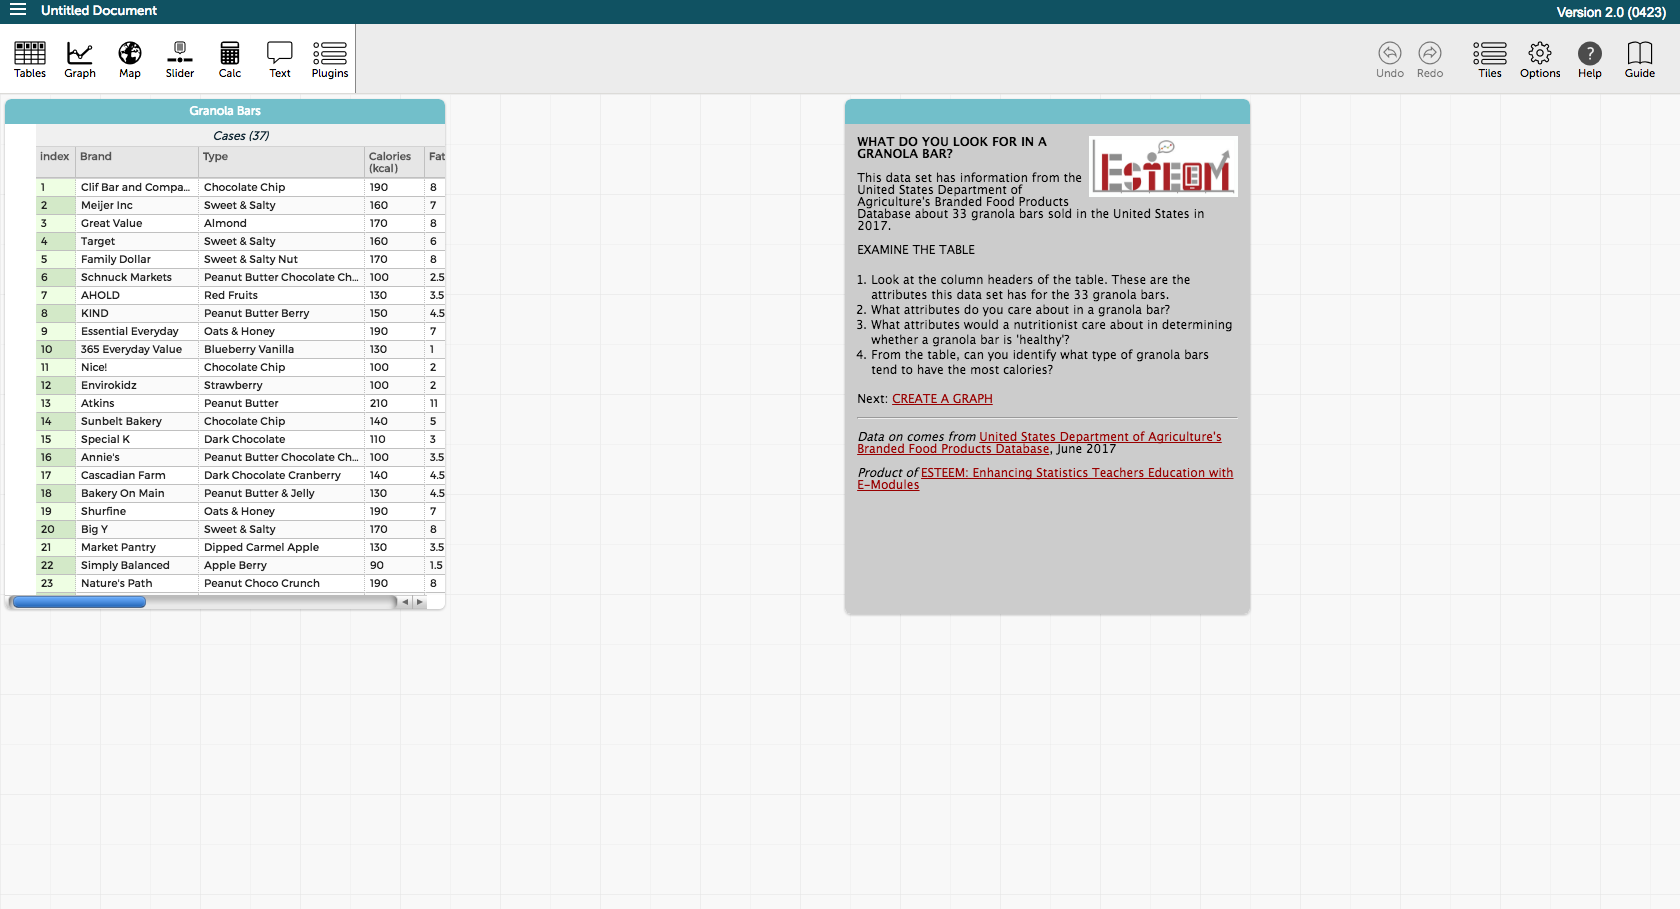 Untitled Document
Version 2.0 (0423)
Tables Graph Map Slider Calc Text Plugins
Undo Redo Tiles Options Help Guide
Granola Bars
Cases (37)
index Brand Type Calories (kcal) Fat
1 Clif Bar and Compa... Chocolate Chip 190 8
2 Meijer Inc Sweet & Salty 160 7
3 Great Value Almond 170 8
4 Target Sweet & Salty 160 6
5 Family Dollar Sweet & Salty Nut 170 8
6 Schnuck Markets Peanut Butter Chocolate Ch... 100 2.5
7 AHOLD Red Fruits 130 3.5
8 KIND Peanut Butter Berry 150 4.5
9 Essential Everyday Oats & Honey 190 7
10 365 Everyday Value Blueberry Vanilla 130 1
11 Nice! Chocolate Chip 100 2
12 Envirokidz Strawberry 100 2
13 Atkins Peanut Butter 210 11
14 Sunbelt Bakery Chocolate Chip 140 5
15 Special K Dark Chocolate 110 3
16 Annie's Peanut Butter Chocolate Ch... 100 3.5
17 Cascadian Farm Dark Chocolate Cranberry 140 4.5
18 Bakery On Main Peanut Butter & Jelly 130 4.5
19 Shurfine Oats & Honey 190 7
20 Big Y Sweet & Salty 170 8
21 Market Pantry Dipped Carmel Apple 130 3.5
22 Simply Balanced Apple Berry 90 1.5
23 Nature's Path Peanut Choco Crunch 190 8
WHAT DO YOU LOOK FOR IN A
GRANOLA BAR?
ESTEEM
This data set has information from the
United States Department of
Agriculture's Branded Food Products
Database about 33 granola bars sold in the United States in
2017.
EXAMINE THE TABLE
1. Look at the column headers of the table. These are the
attributes this data set has for the 33 granola bars.
2. What attributes do you care about in a granola bar?
3. What attributes would a nutritionist care about in determining
whether a granola bar is 'healthy'?
4. From the table, can you identify what type of granola bars
tend to have the most calories?
Next: CREATE A GRAPH
Data on comes from United States Department of Agriculture's
Branded Food Products Database, June 2017
Product of ESTEEM: Enhancing Statistics Teachers Education with
E-Modules